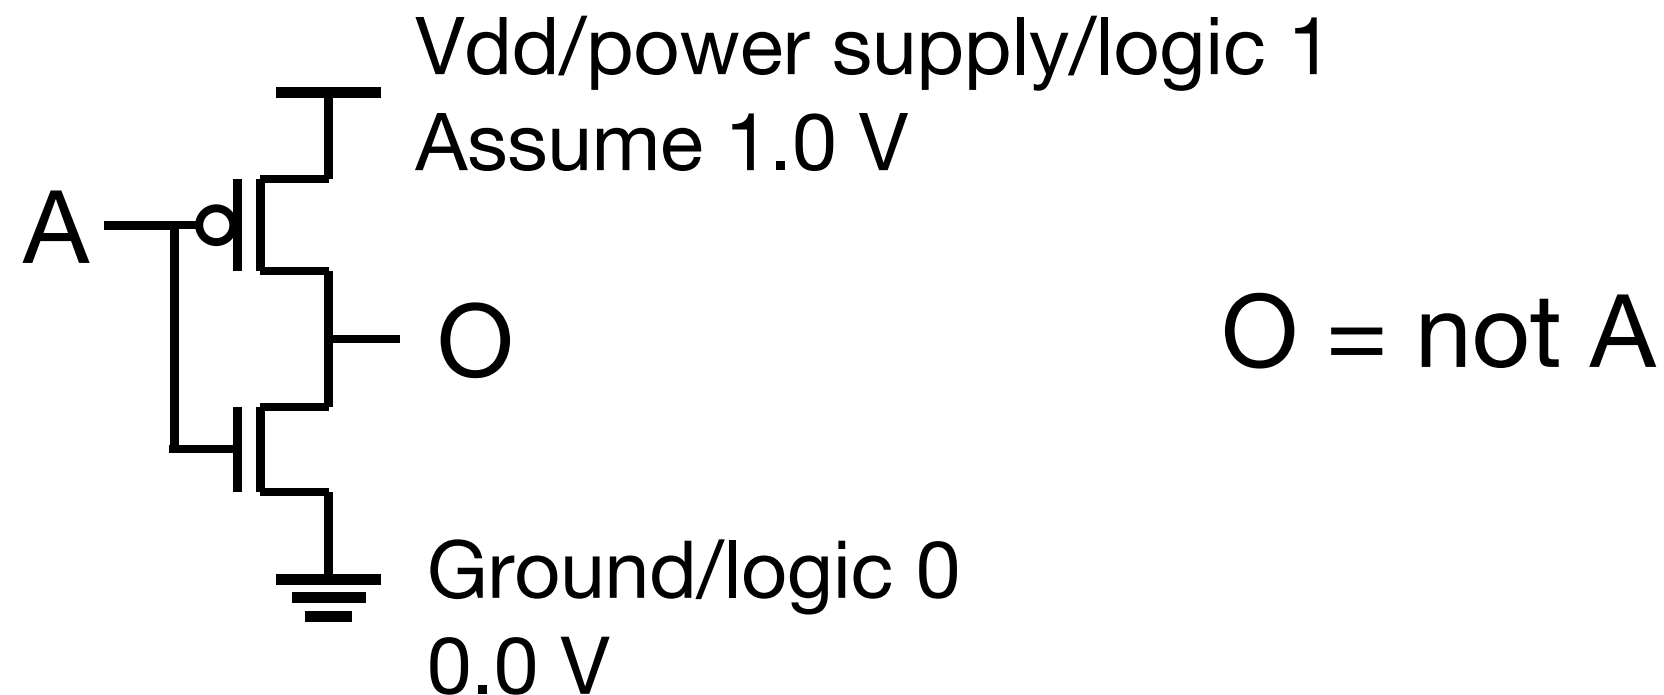 Vdd/power supply/logic 1
Assume 1.0 V
A
O
O = not A
Ground/logic 0
0.0 V